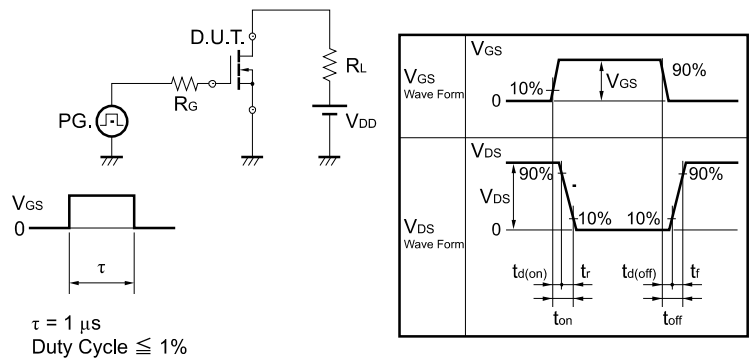 D.U.T.
RL
RG
PG.
VDD
VGS
0
τ
τ = 1 μs
Duty Cycle ≦ 1%
VGS
Wave Form
VGS
10%
0
VGS
90%
VDS
Wave Form
VDS
90%
VDS
0
10%
10%
90%
td(on)
tr
td(off)
tf
ton
toff